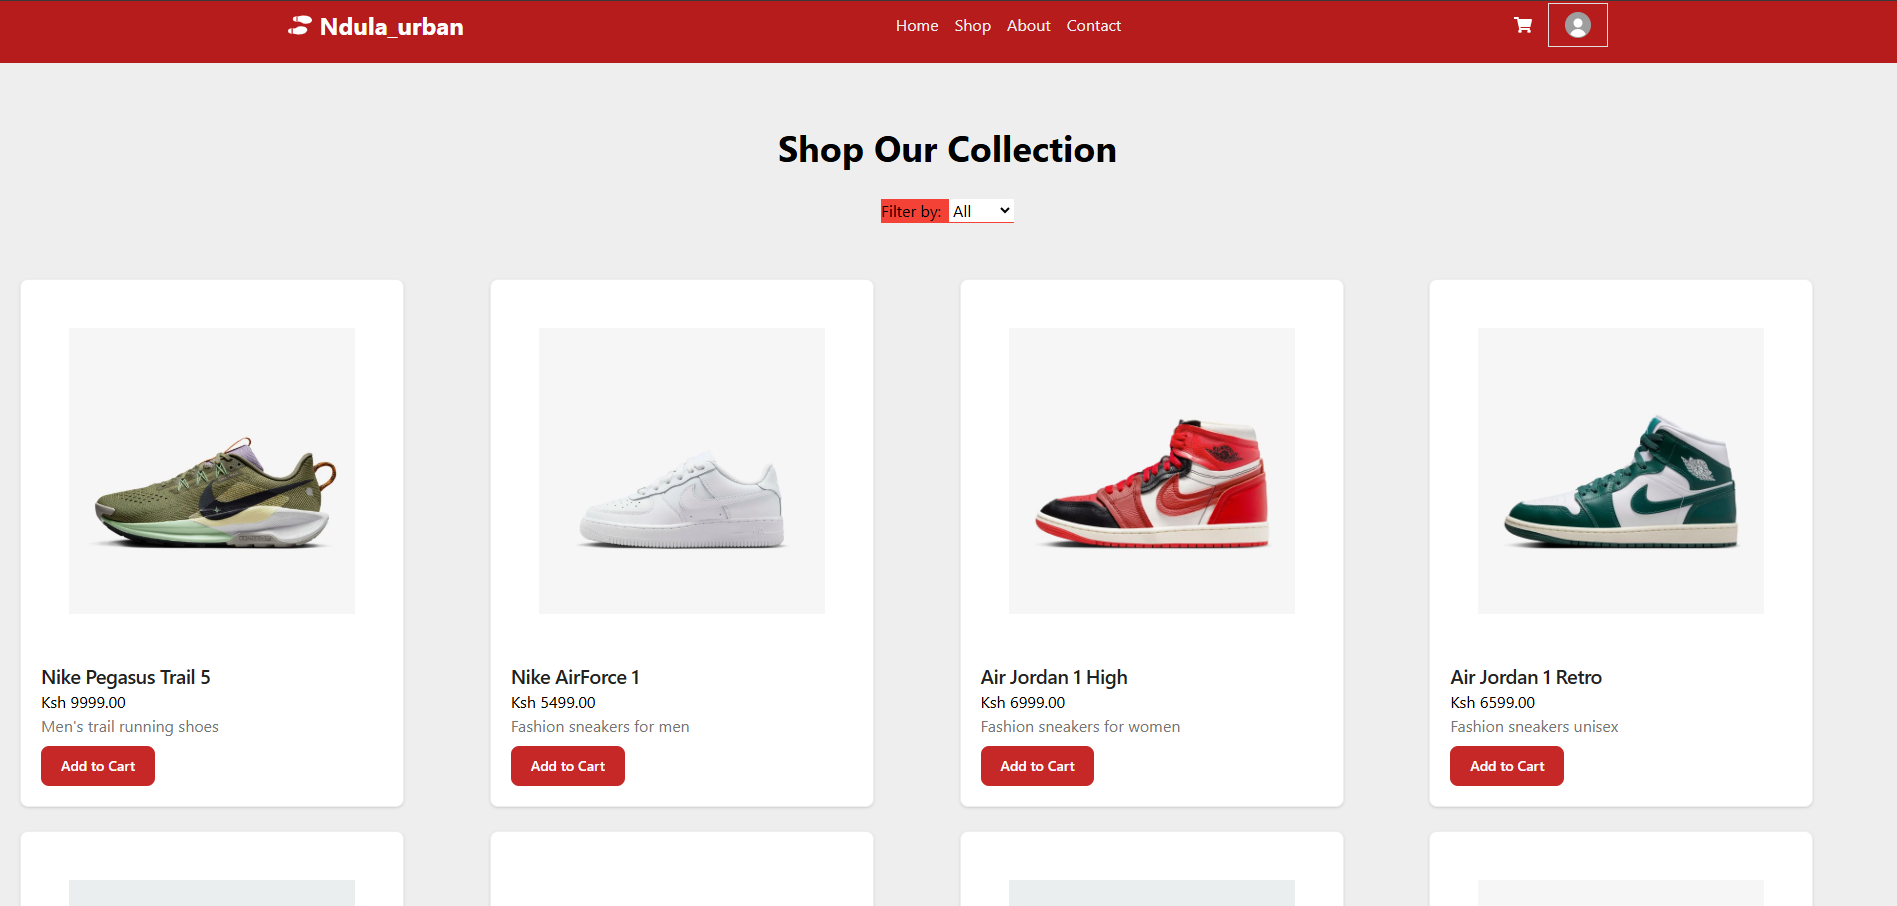 Ndula_urban
Home Shop About Contact
Shop Our Collection
Filter by: All
Nike Pegasus Trail 5
Ksh 9999.00
Men's trail running shoes
Add to Cart
Nike AirForce 1
Ksh 5499.00
Fashion sneakers for men
Add to Cart
Air Jordan 1 High
Ksh 6999.00
Fashion sneakers for women
Add to Cart
Air Jordan 1 Retro
Ksh 6599.00
Fashion sneakers unisex
Add to Cart